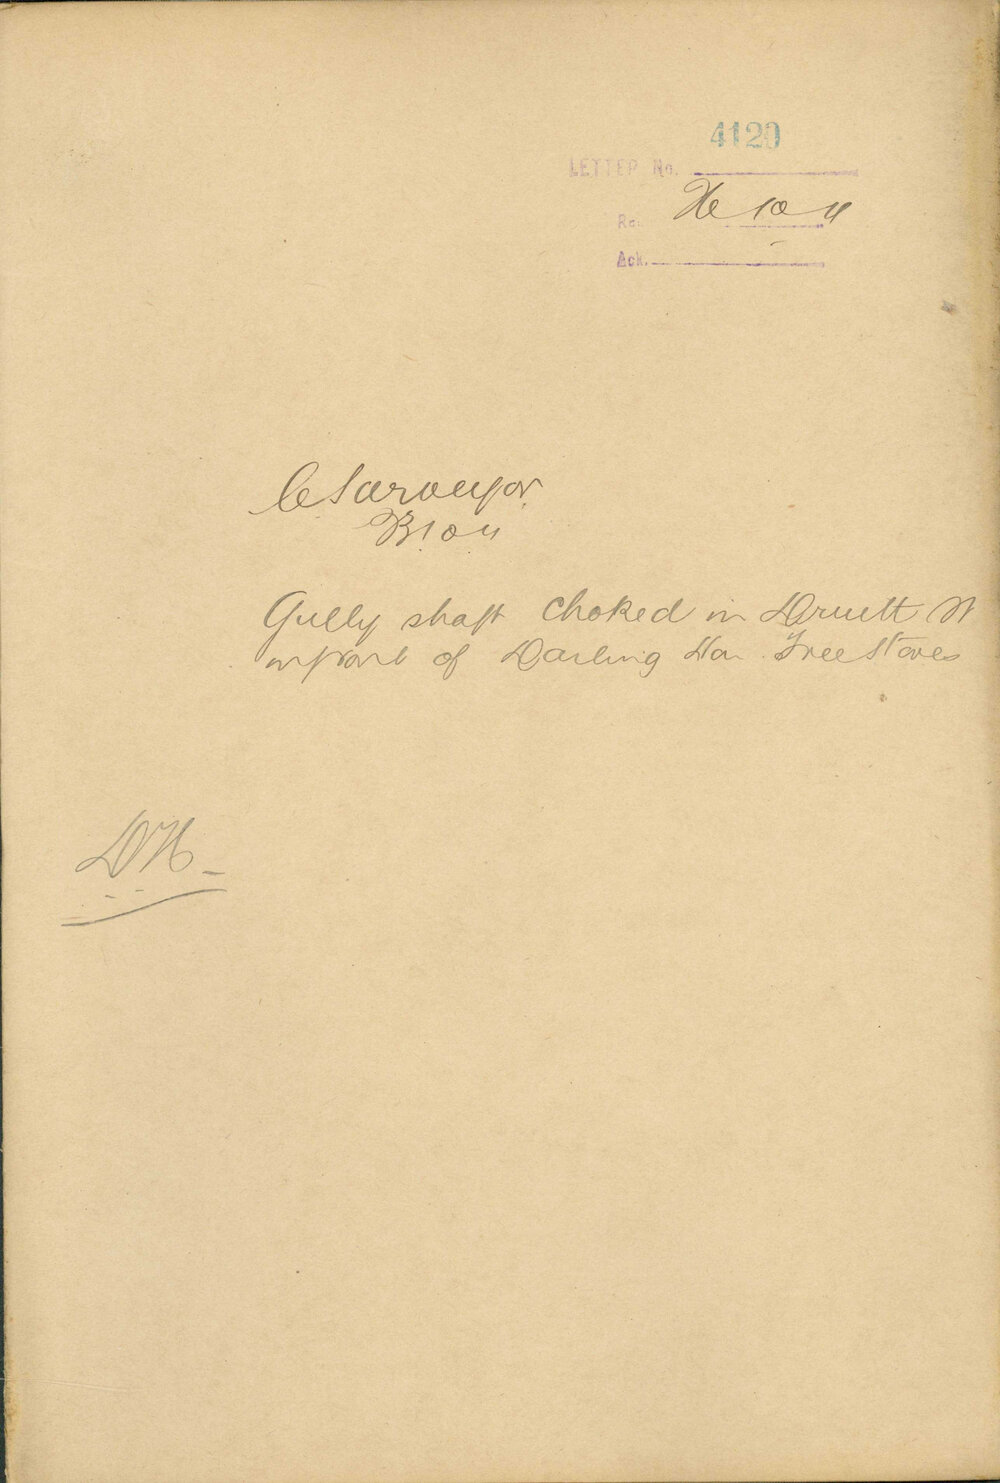 4120
LETTER No.
Rec.
Ack.
C Surveyor
Gully shaft choked in Druitt St
in front of Darling Har Free Stores
DH